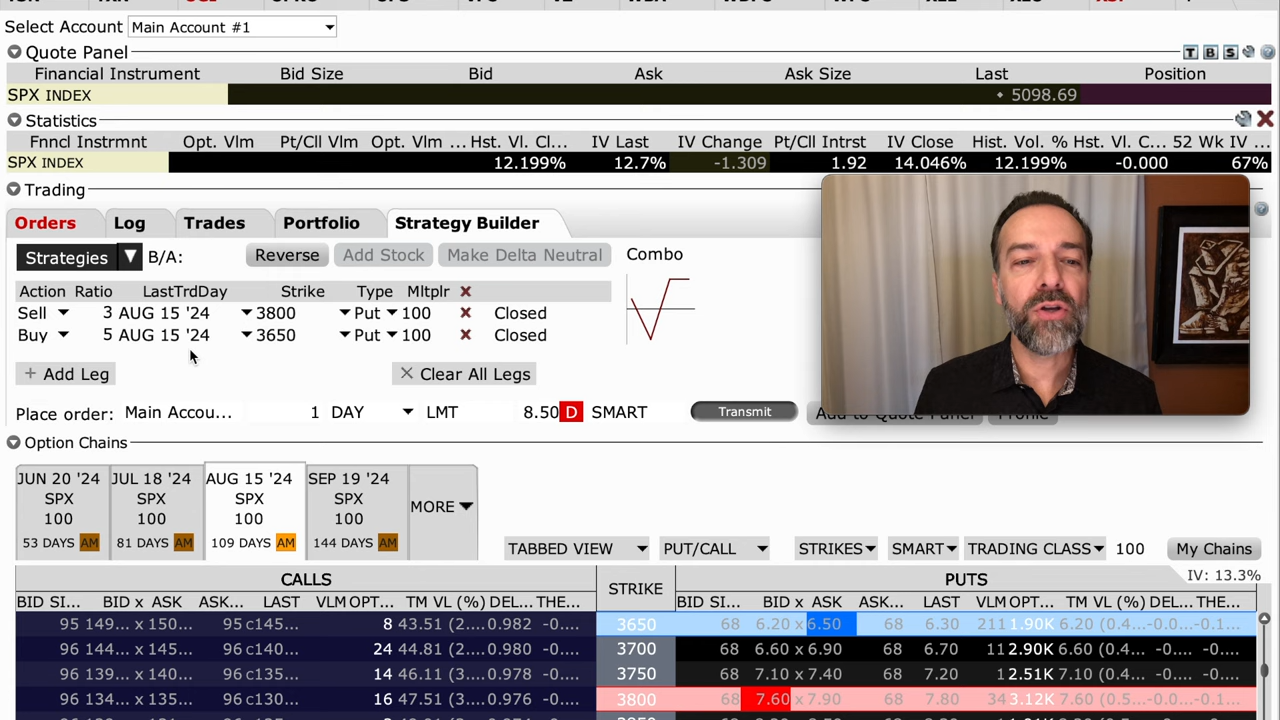 Select Account Main Account #1
Quote Panel T B S
Financial Instrument Bid Size Bid Ask Ask Size Last Position
SPX INDEX 5098.69
Statistics
Fnncl Instrmnt Opt. Vlm Pt/Cll Vlm Opt. Vlm ... Hst. Vl. Cl... IV Last IV Change Pt/Cll Intrst IV Close Hist. Vol. % Hst. Vl. C... 52 Wk IV ...
SPX INDEX 12.199% 12.7% -1.309 1.92 14.046% 12.199% -0.000 67%
Trading
Orders Log Trades Portfolio Strategy Builder
Strategies B/A: Reverse Add Stock Make Delta Neutral Combo
Action Ratio LastTrdDay Strike Type Mltplr
Sell 3 AUG 15 '24 3800 Put 100 Closed
Buy 5 AUG 15 '24 3650 Put 100 Closed
+ Add Leg Clear All Legs
Place order: Main Accou... 1 DAY LMT 8.50 D SMART Transmit Add to Quote Panel Profile
Option Chains
JUN 20 '24 JUL 18 '24 AUG 15 '24 SEP 19 '24
SPX SPX SPX SPX MORE
100 100 100 100
53 DAYS AM 81 DAYS AM 109 DAYS AM 144 DAYS AM
TABBED VIEW PUT/CALL STRIKES SMART TRADING CLASS 100 My Chains
CALLS STRIKE PUTS IV: 13.3%
BID SI... BID x ASK ASK... LAST VLM OPT... TM VL (%) DEL... THE... BID SI... BID x ASK ASK... LAST VLM OPT... TM VL (%) DEL... THE...
95 149... x 150... 95 c145... 8 43.51 (2....0.982 -0.... 3650 68 6.20 x 6.50 68 6.30 211 1.90K 6.20 (0.4... -0.0... -0.1...
96 144... x 145... 96 c140... 24 44.81 (2....0.980 -0.... 3700 68 6.60 x 6.90 68 6.70 11 2.90K 6.60 (0.4... -0.... -0....
96 139... x 140... 96 c135... 14 46.11 (3....0.978 -0.... 3750 68 7.10 x 7.40 68 7.20 1 2.51K 7.10 (0.4... -0.... -0....
96 134... x 135... 96 c130... 16 47.51 (3....0.976 -0.... 3800 68 7.60 x 7.90 68 7.80 34 3.12K 7.60 (0.5... -0.... -0.1...